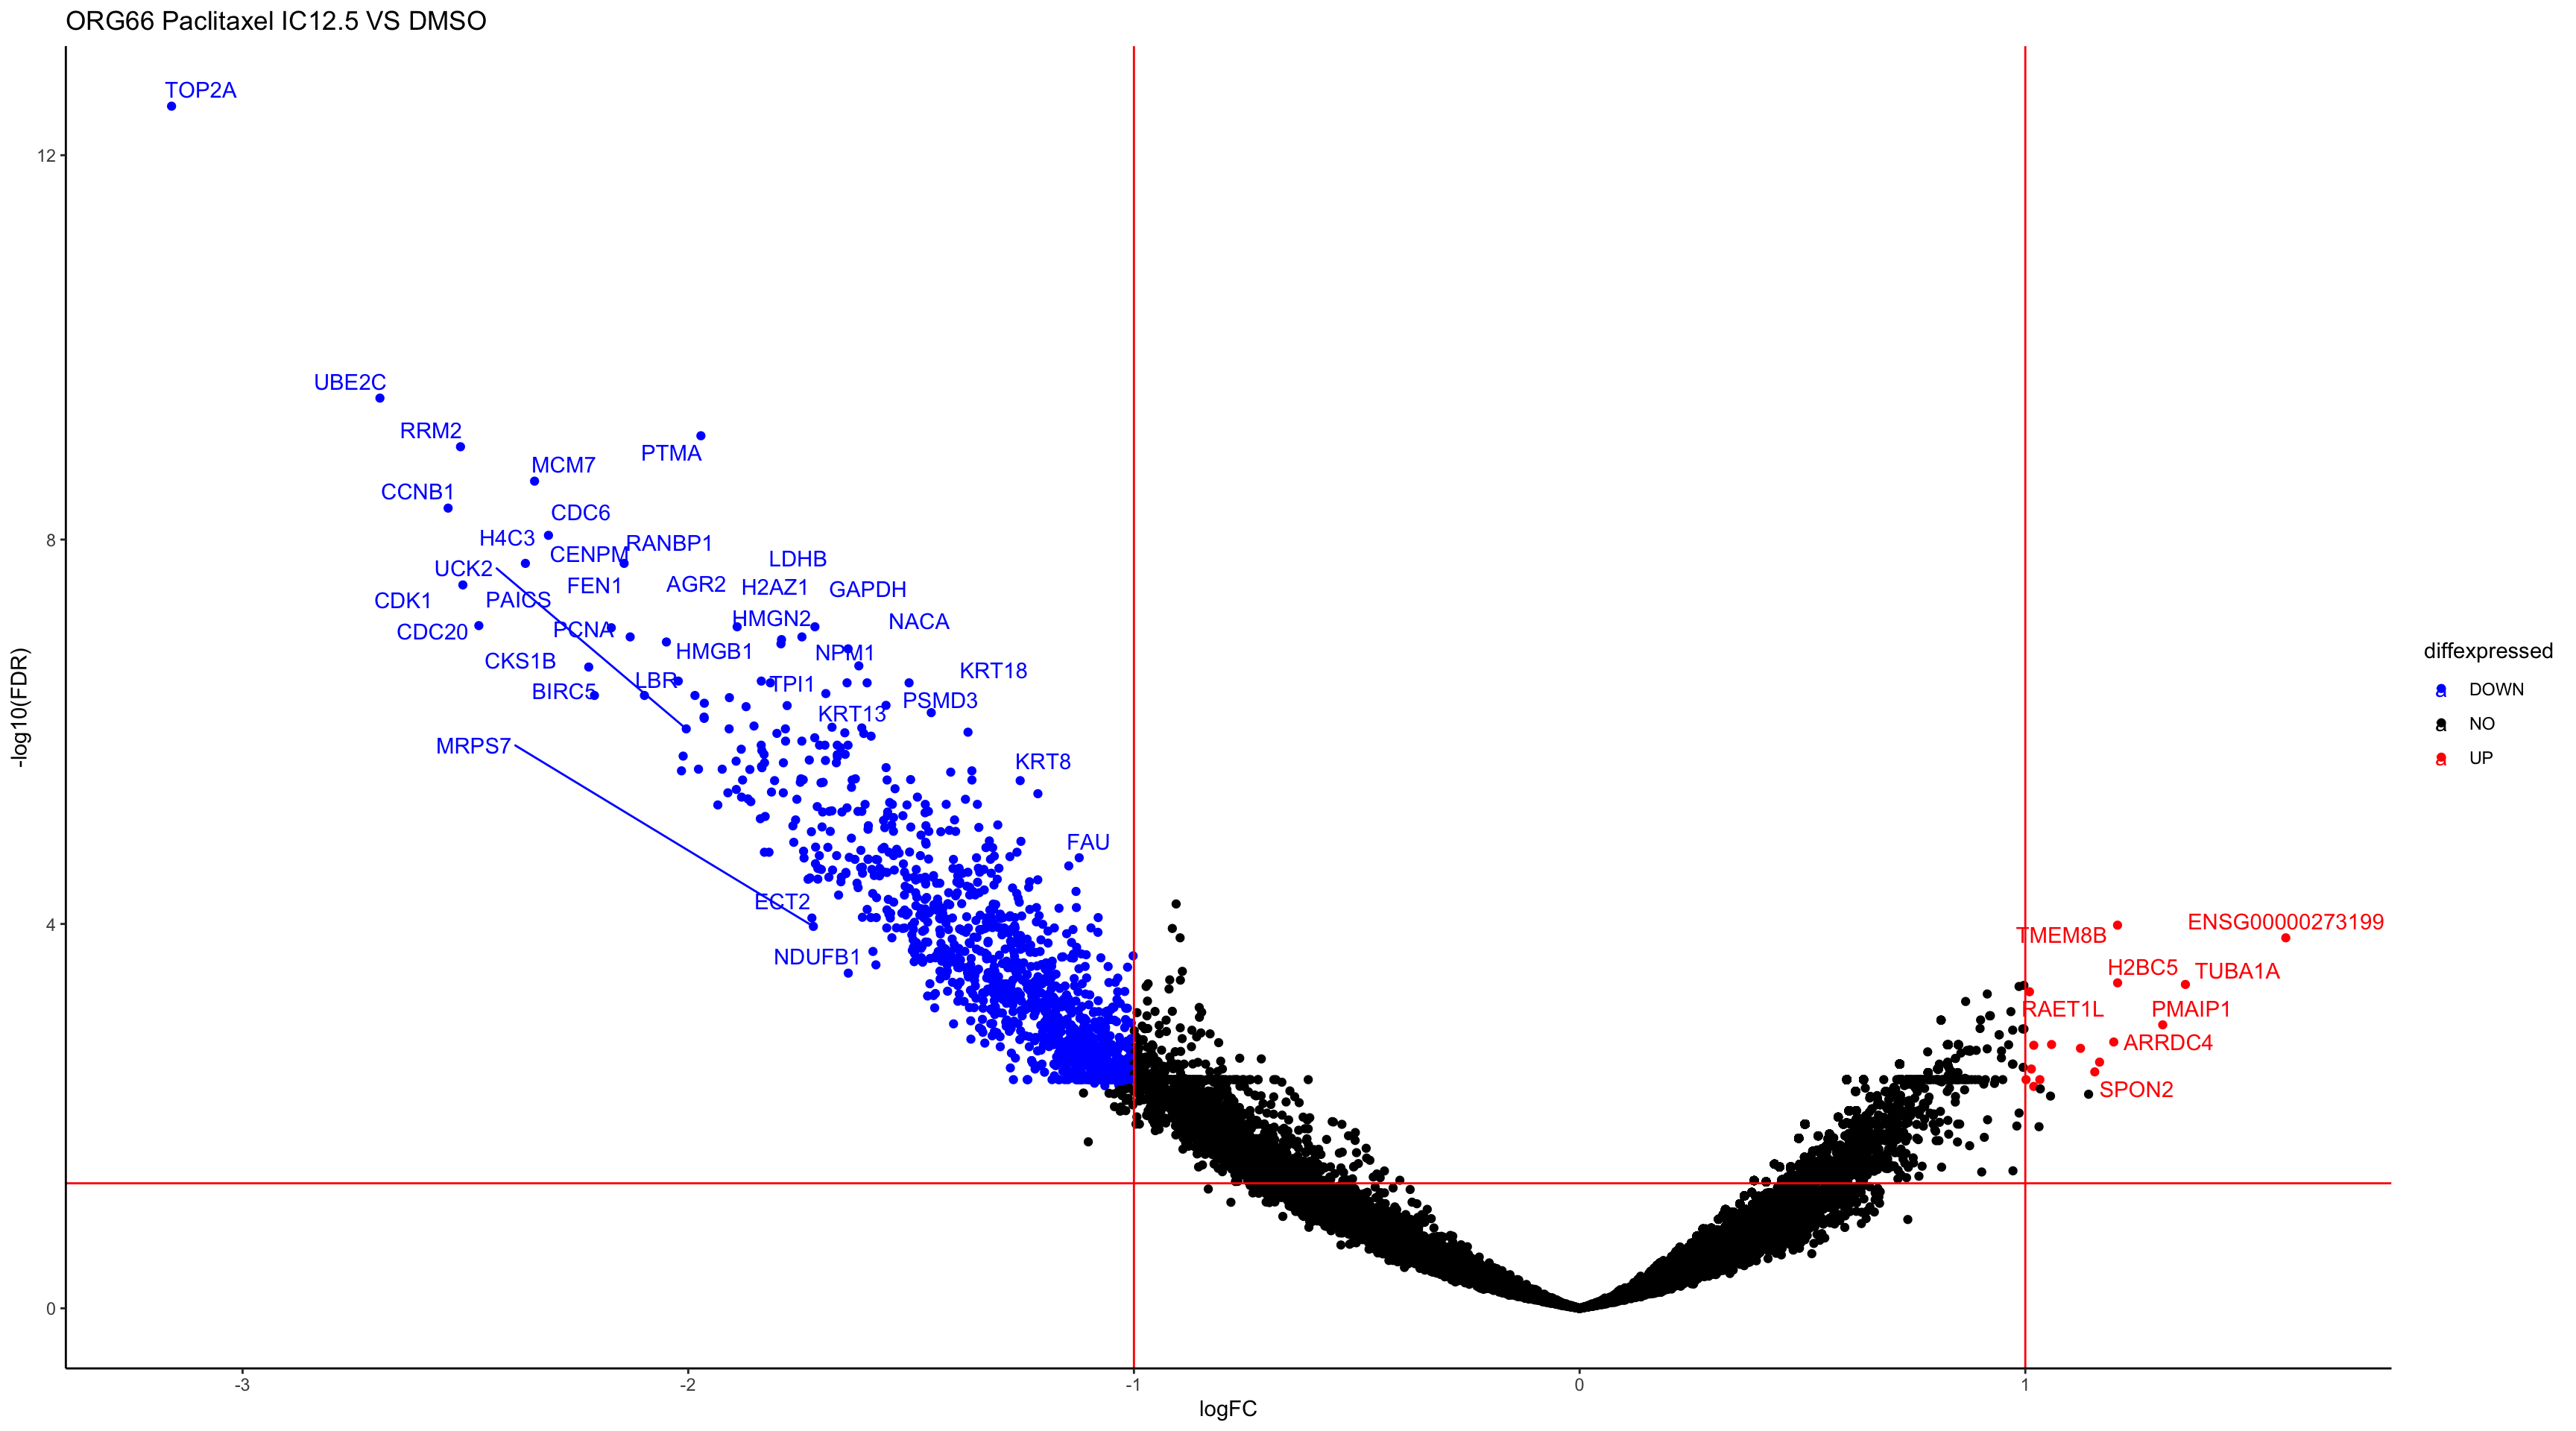 ORG66 Paclitaxel IC12.5 VS DMSO
TOP2A
12
UBE2C
RRM2
PTMA
MCM7
CCNB1
CDC6
8
H4C3
RANBP1
CENPM
LDHB
UCK2
FEN1
AGR2
H2AZ1
GAPDH
CDK1
PAICS
HMGN2
NACA
CDC20
PCNA
HMGB1
NPM1
CKS1B
KRT18
LBR
TPI1
BIRC5
PSMD3
KRT13
MRPS7
KRT8
FAU
ECT2
4
NDUFB1
TMEM8B
ENSG00000273199
H2BC5
TUBA1A
RAET1L
PMAIP1
ARRDC4
SPON2
0
-3
-2
-1
0
1
logFC
-log10(FDR)
diffexpressed
a DOWN
a NO
a UP